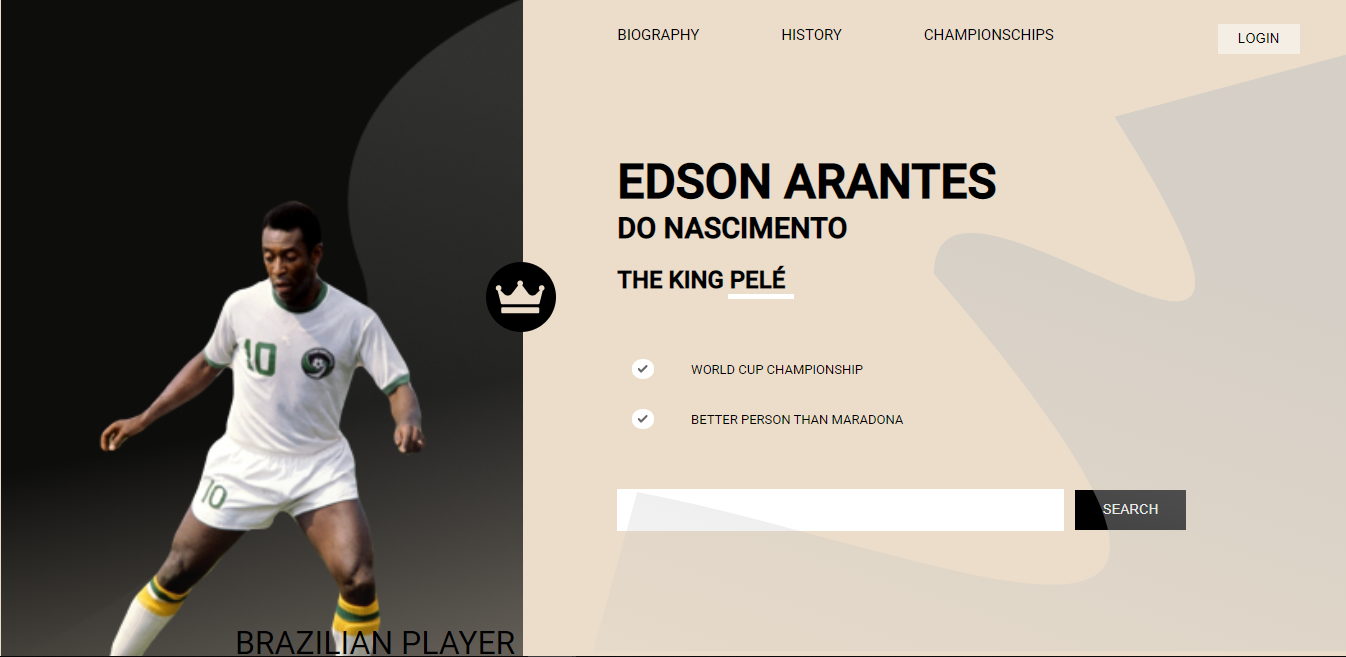 BIOGRAPHY HISTORY CHAMPIONSCHIPS LOGIN
EDSON ARANTES
DO NASCIMENTO
THE KING PELÉ
10
WORLD CUP CHAMPIONSHIP
BETTER PERSON THAN MARADONA
10
SEARCH
BRAZILIAN PLAYER